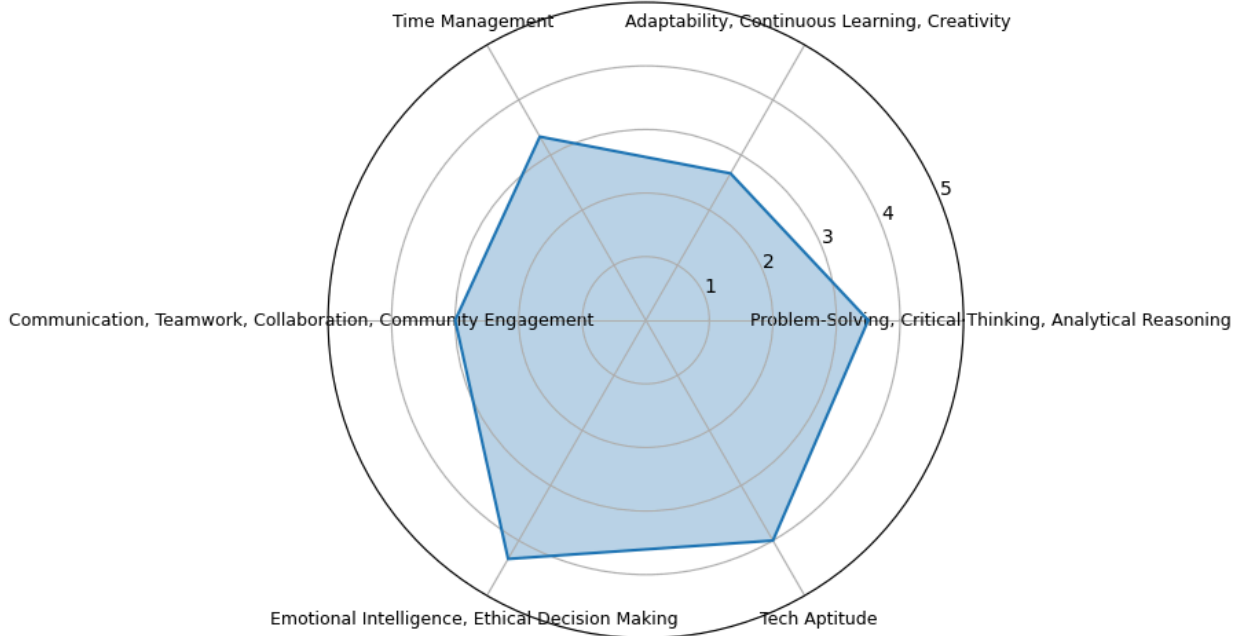 Time Management
Adaptability, Continuous Learning, Creativity
5
4
3
2
1
Communication, Teamwork, Collaboration, Community Engagement
Problem-Solving, Critical-Thinking, Analytical Reasoning
Emotional Intelligence, Ethical Decision Making
Tech Aptitude